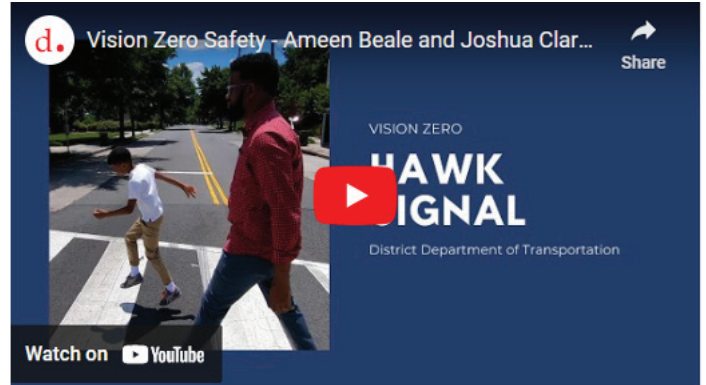 d.
Vision Zero Safety - Ameen Beale and Joshua Clar...
Share
VISION ZERO
HAWK
SIGNAL
District Department of Transportation
Watch on YouTube